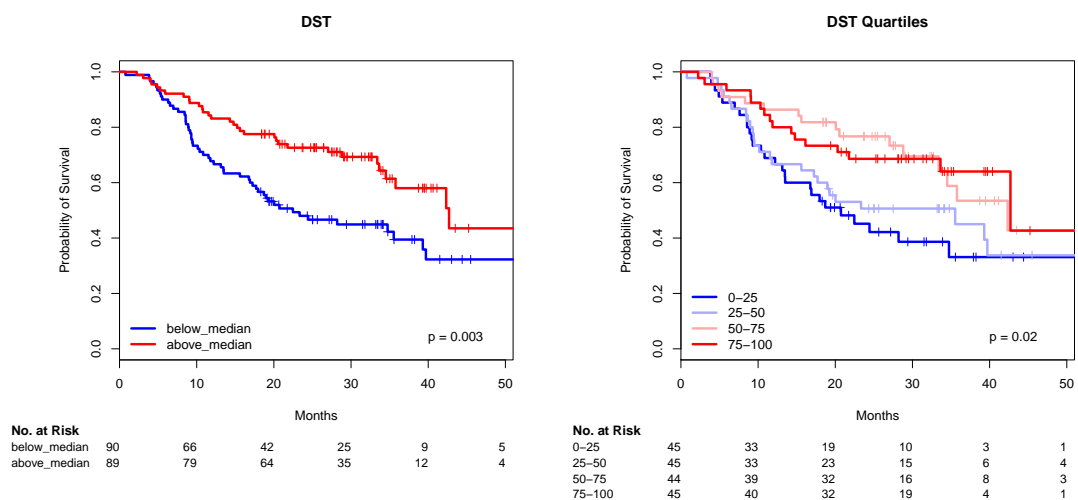 DST
Probability of Survival
1.0
0.8
0.6
0.4
0.2
0.0
below_median
above_median
p = 0.003
0 10 20 30 40 50
Months
No. at Risk
below_median 90 66 42 25 9 5
above_median 89 79 64 35 12 4
DST Quartiles
Probability of Survival
1.0
0.8
0.6
0.4
0.2
0.0
0−25
25−50
50−75
75−100
p = 0.02
0 10 20 30 40 50
Months
No. at Risk
0−25 45 33 19 10 3 1
25−50 45 33 23 15 6 4
50−75 44 39 32 16 8 3
75−100 45 40 32 19 4 1